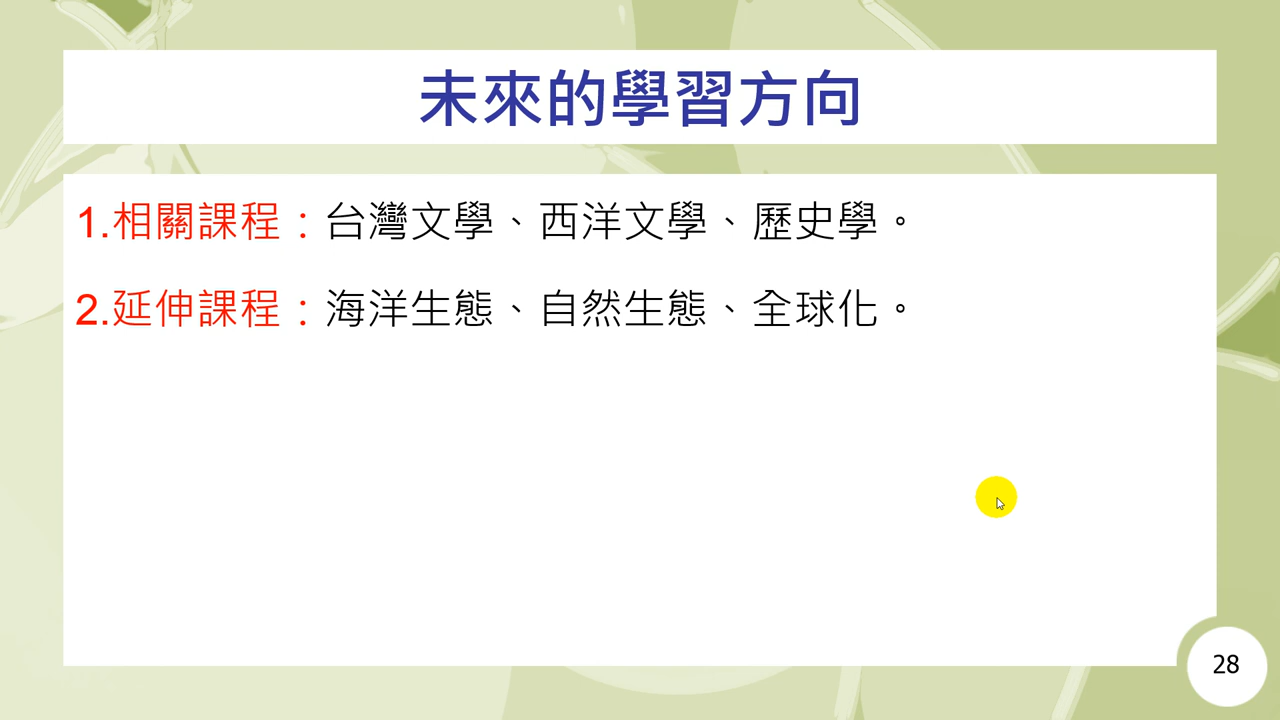 未來的學習方向
1.相關課程：台灣文學、西洋文學、歷史學。
2.延伸課程：海洋生態、自然生態、全球化。
28